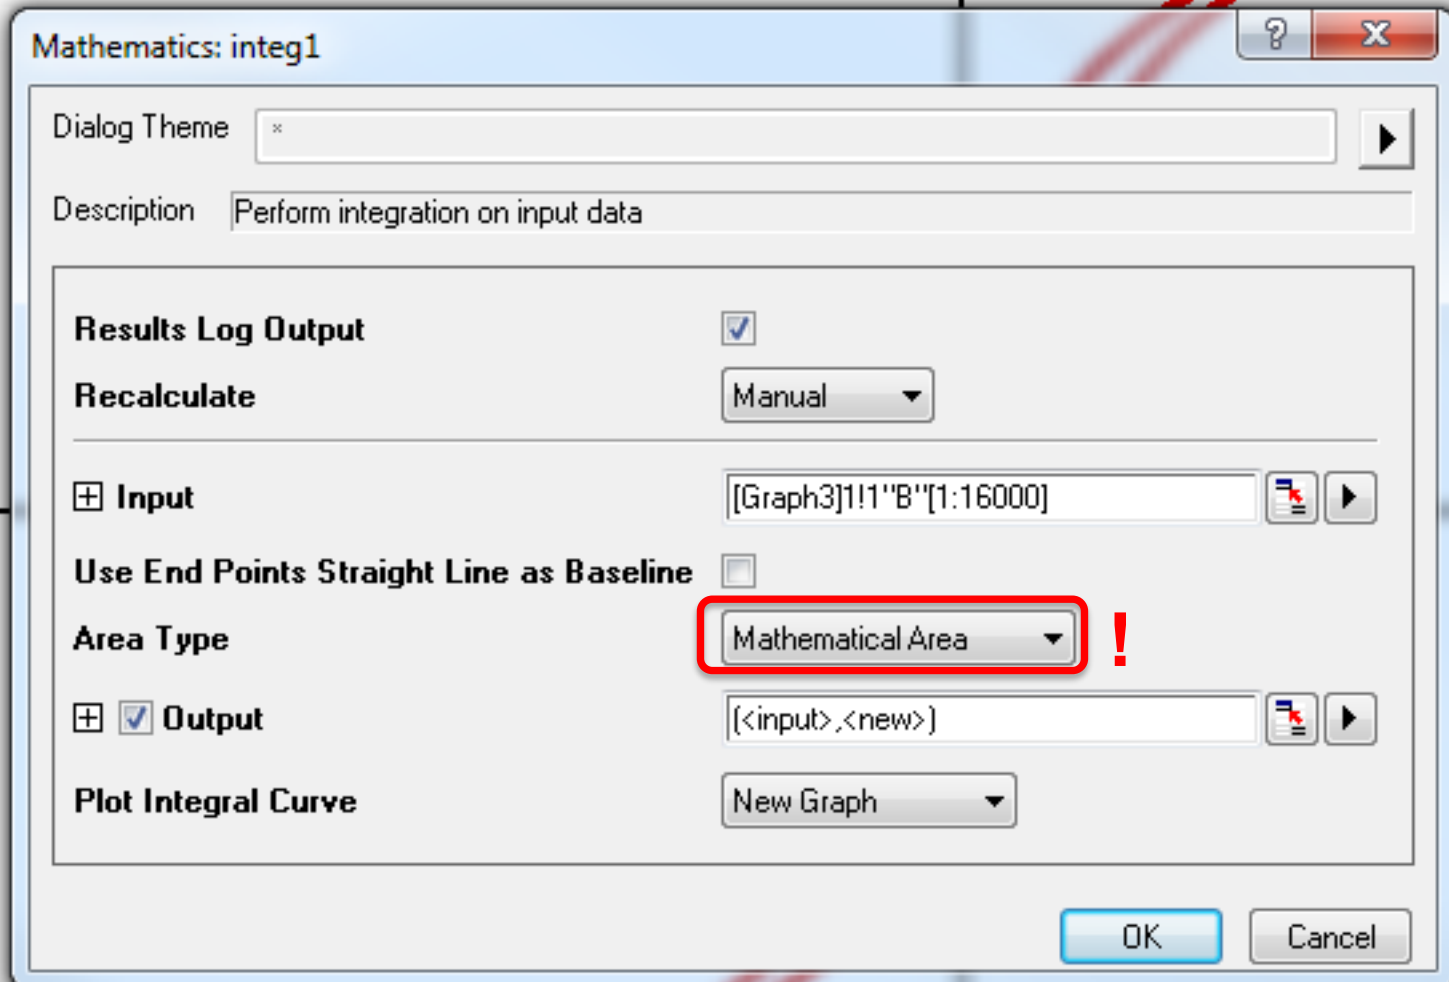 Mathematics: integ1
?
x
Dialog Theme
*
Description Perform integration on input data
Results Log Output
Recalculate Manual
Input [Graph3]1!1"B"[1:16000]
Use End Points Straight Line as Baseline
Area Type Mathematical Area !
Output (<input>,<new>)
Plot Integral Curve New Graph
OK Cancel